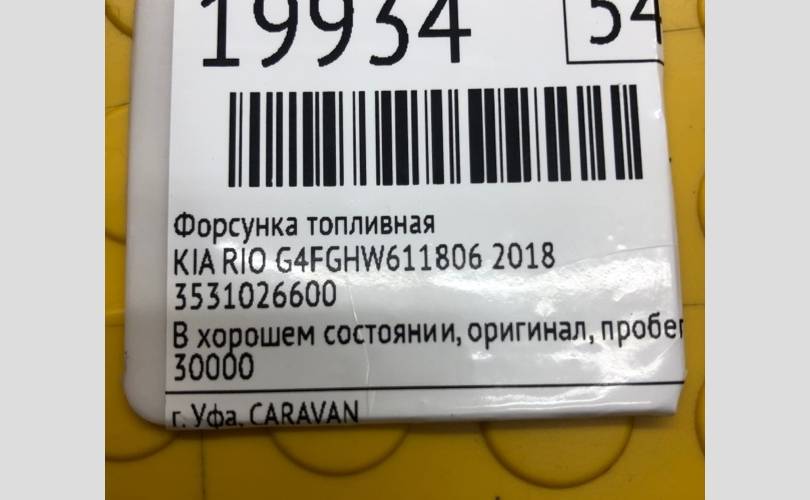 19934
54
Форсунка топливная
KIA RIO G4FGHW611806 2018
3531026600
В хорошем состоянии, оригинал, пробег
30000
г. Уфа, CARAVAN